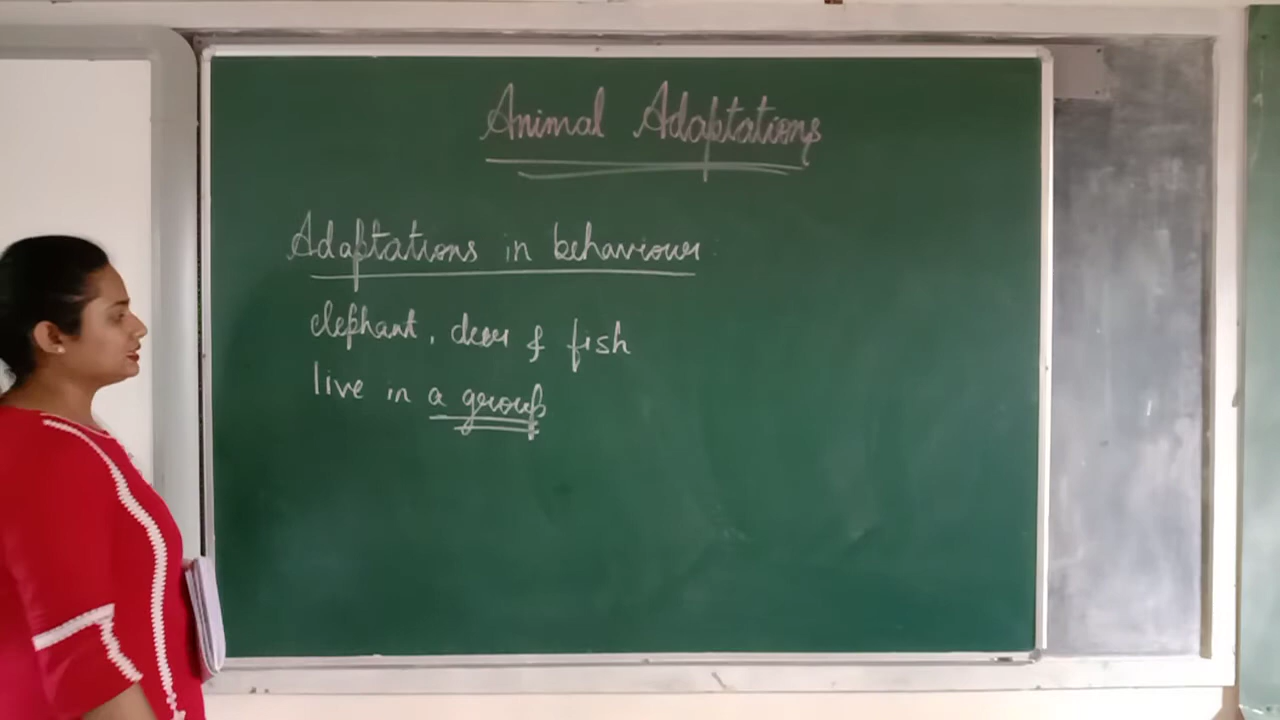 Animal Adaptations
Adaptations in behaviour:
elephant, deer & fish
live in a group